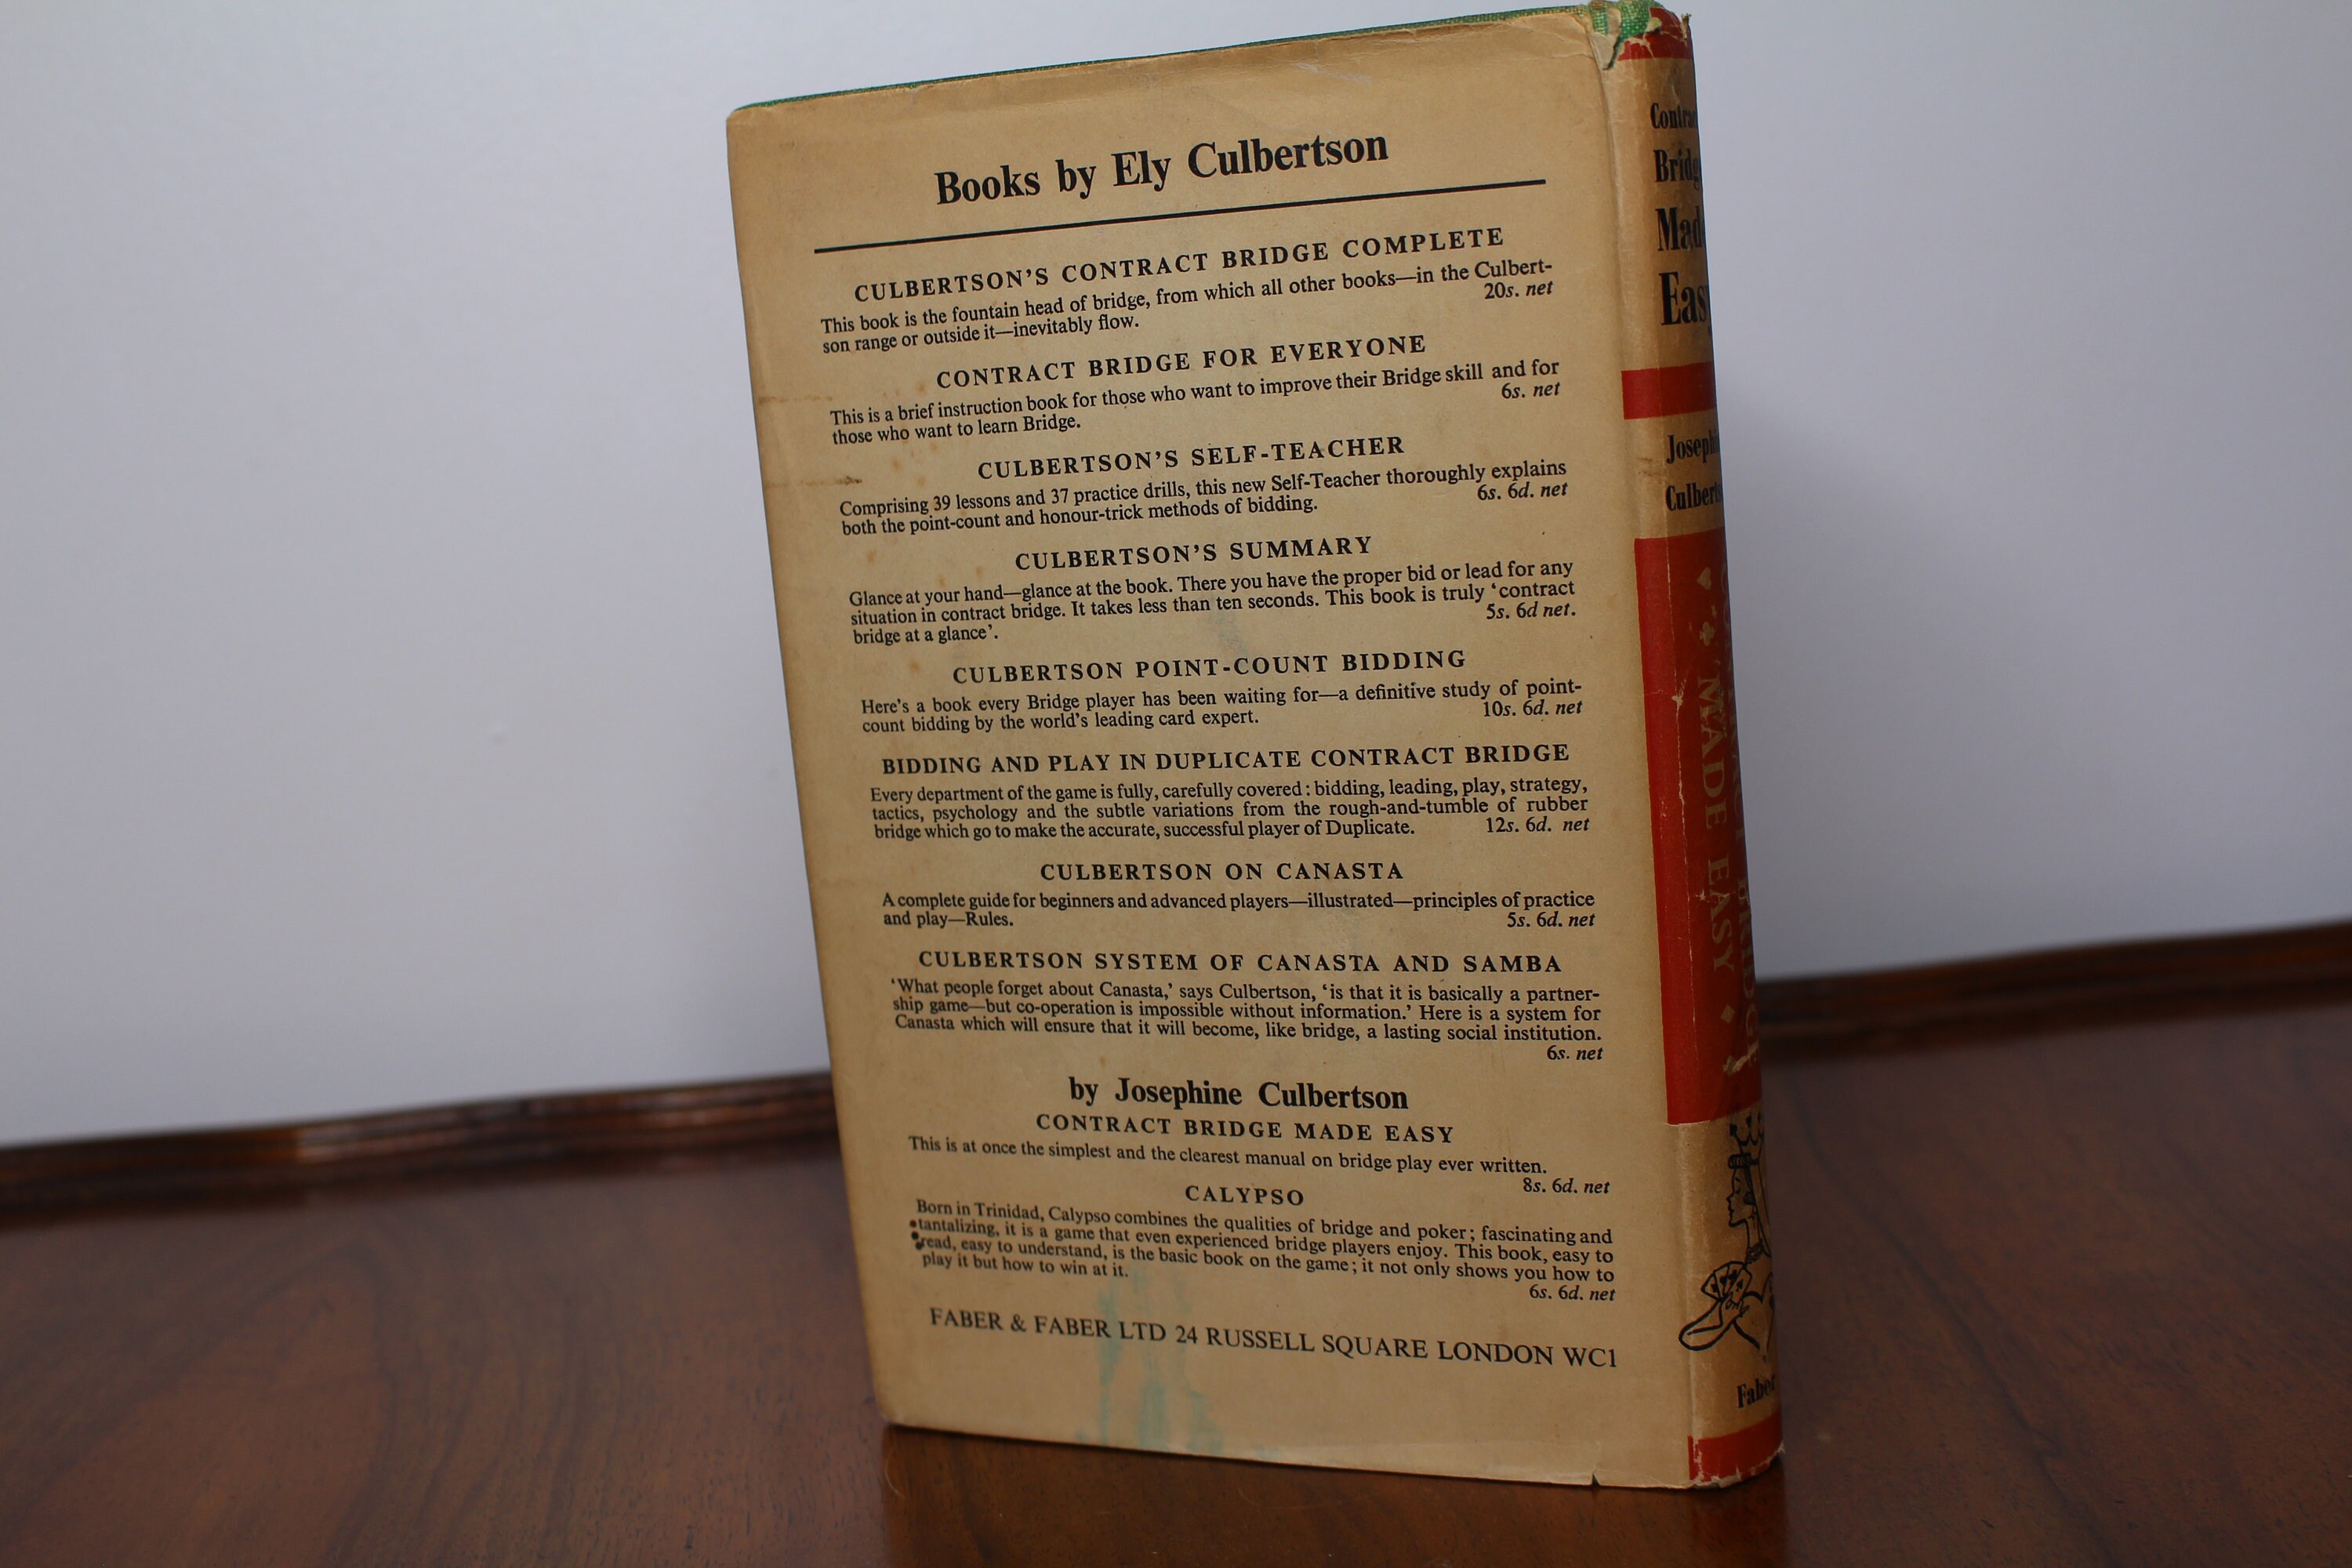 Books by Ely Culbertson
CULBERTSON'S CONTRACT BRIDGE COMPLETE
This book is the fountain head of bridge, from which all other books—in the Culbert-
son range or outside it—inevitably flow. 20s. net
CONTRACT BRIDGE FOR EVERYONE
This is a brief instruction book for those who want to improve their Bridge skill and for
those who want to learn Bridge. 6s. net
CULBERTSON'S SELF-TEACHER
Comprising 39 lessons and 37 practice drills, this new Self-Teacher thoroughly explains
both the point-count and honour-trick methods of bidding. 6s. 6d. net
CULBERTSON'S SUMMARY
Glance at your hand—glance at the book. There you have the proper bid or lead for any
situation in contract bridge. It takes less than ten seconds. This book is truly 'contract
bridge at a glance'. 5s. 6d net.
CULBERTSON POINT-COUNT BIDDING
Here's a book every Bridge player has been waiting for—a definitive study of point-
count bidding by the world's leading card expert. 10s. 6d. net
BIDDING AND PLAY IN DUPLICATE CONTRACT BRIDGE
Every department of the game is fully, carefully covered: bidding, leading, play, strategy,
tactics, psychology and the subtle variations from the rough-and-tumble of rubber
bridge which go to make the accurate, successful player of Duplicate. 12s. 6d. net
CULBERTSON ON CANASTA
A complete guide for beginners and advanced players—illustrated—principles of practice
and play—Rules. 5s. 6d. net
CULBERTSON SYSTEM OF CANASTA AND SAMBA
'What people forget about Canasta,' says Culbertson, 'is that it is basically a partner-
ship game—but co-operation is impossible without information.' Here is a system for
Canasta which will ensure that it will become, like bridge, a lasting social institution.
6s. net
by Josephine Culbertson
CONTRACT BRIDGE MADE EASY
This is at once the simplest and the clearest manual on bridge play ever written.
8s. 6d. net
CALYPSO
Born in Trinidad, Calypso combines the qualities of bridge and poker; fascinating and
tantalizing, it is a game that even experienced bridge players enjoy. This book, easy to
read, easy to understand, is the basic book on the game; it not only shows you how to
play it but how to win at it.
6s. 6d. net
FABER & FABER LTD 24 RUSSELL SQUARE LONDON WC1
Contra
Bridg
Mad
Easy
Joseph
Culberts
MADE EASY
BRIDGE
Faber